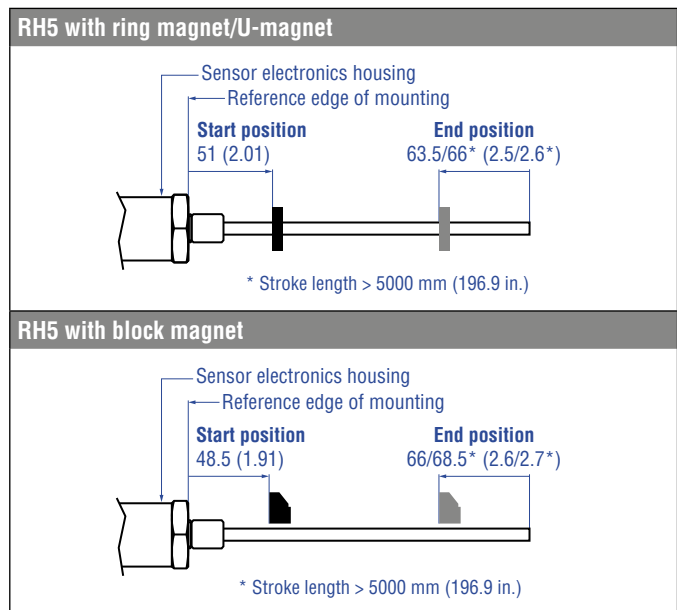 RH5 with ring magnet/U-magnet
Sensor electronics housing
Reference edge of mounting
Start position
51 (2.01)
End position
63.5/66* (2.5/2.6*)
* Stroke length > 5000 mm (196.9 in.)
RH5 with block magnet
Sensor electronics housing
Reference edge of mounting
Start position
48.5 (1.91)
End position
66/68.5* (2.6/2.7*)
* Stroke length > 5000 mm (196.9 in.)